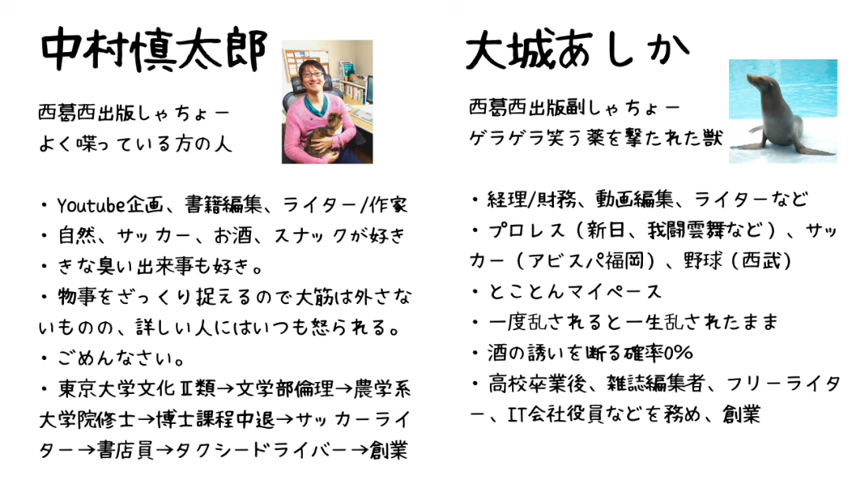 中村慎太郎
西葛西出版しゃちょー
よく喋っている方の人
・Youtube企画、書籍編集、ライター/作家
・自然、サッカー、お酒、スナックが好き
・きな臭い出来事も好き。
・物事をざっくり捉えるので大筋は外さな
いものの、詳しい人にはいつも怒られる。
・ごめんなさい。
・東京大学文化Ⅱ類→文学部倫理→農学系
大学院修士→博士課程中退→サッカーライ
ター→書店員→タクシードライバー→創業
大城あしか
西葛西出版副しゃちょー
ゲラゲラ笑う薬を撃たれた獣
・経理/財務、動画編集、ライターなど
・プロレス（新日、我闘雲舞など）、サッ
カー（アビスパ福岡）、野球（西武）
・とことんマイペース
・一度乱されると一生乱されたまま
・酒の誘いを断る確率0%
・高校卒業後、雑誌編集者、フリーライタ
ー、IT会社役員などを務め、創業